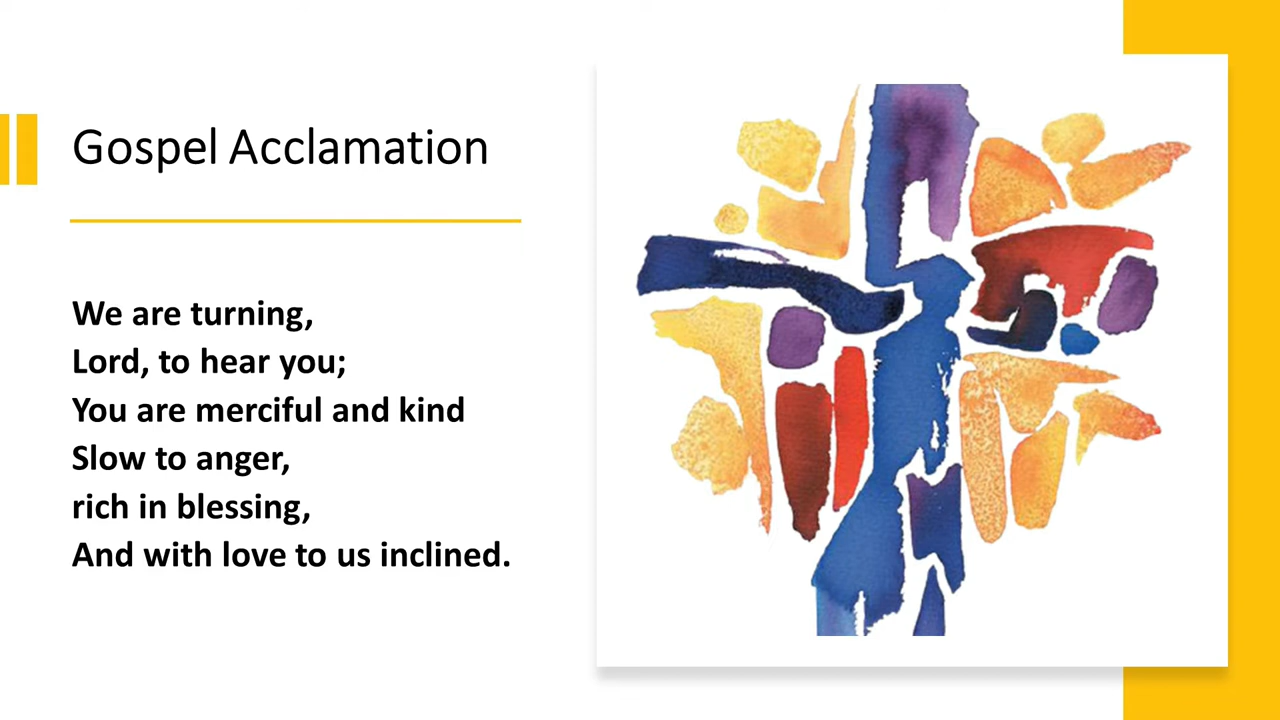 Gospel Acclamation
We are turning,
Lord, to hear you;
You are merciful and kind
Slow to anger,
rich in blessing,
And with love to us inclined.